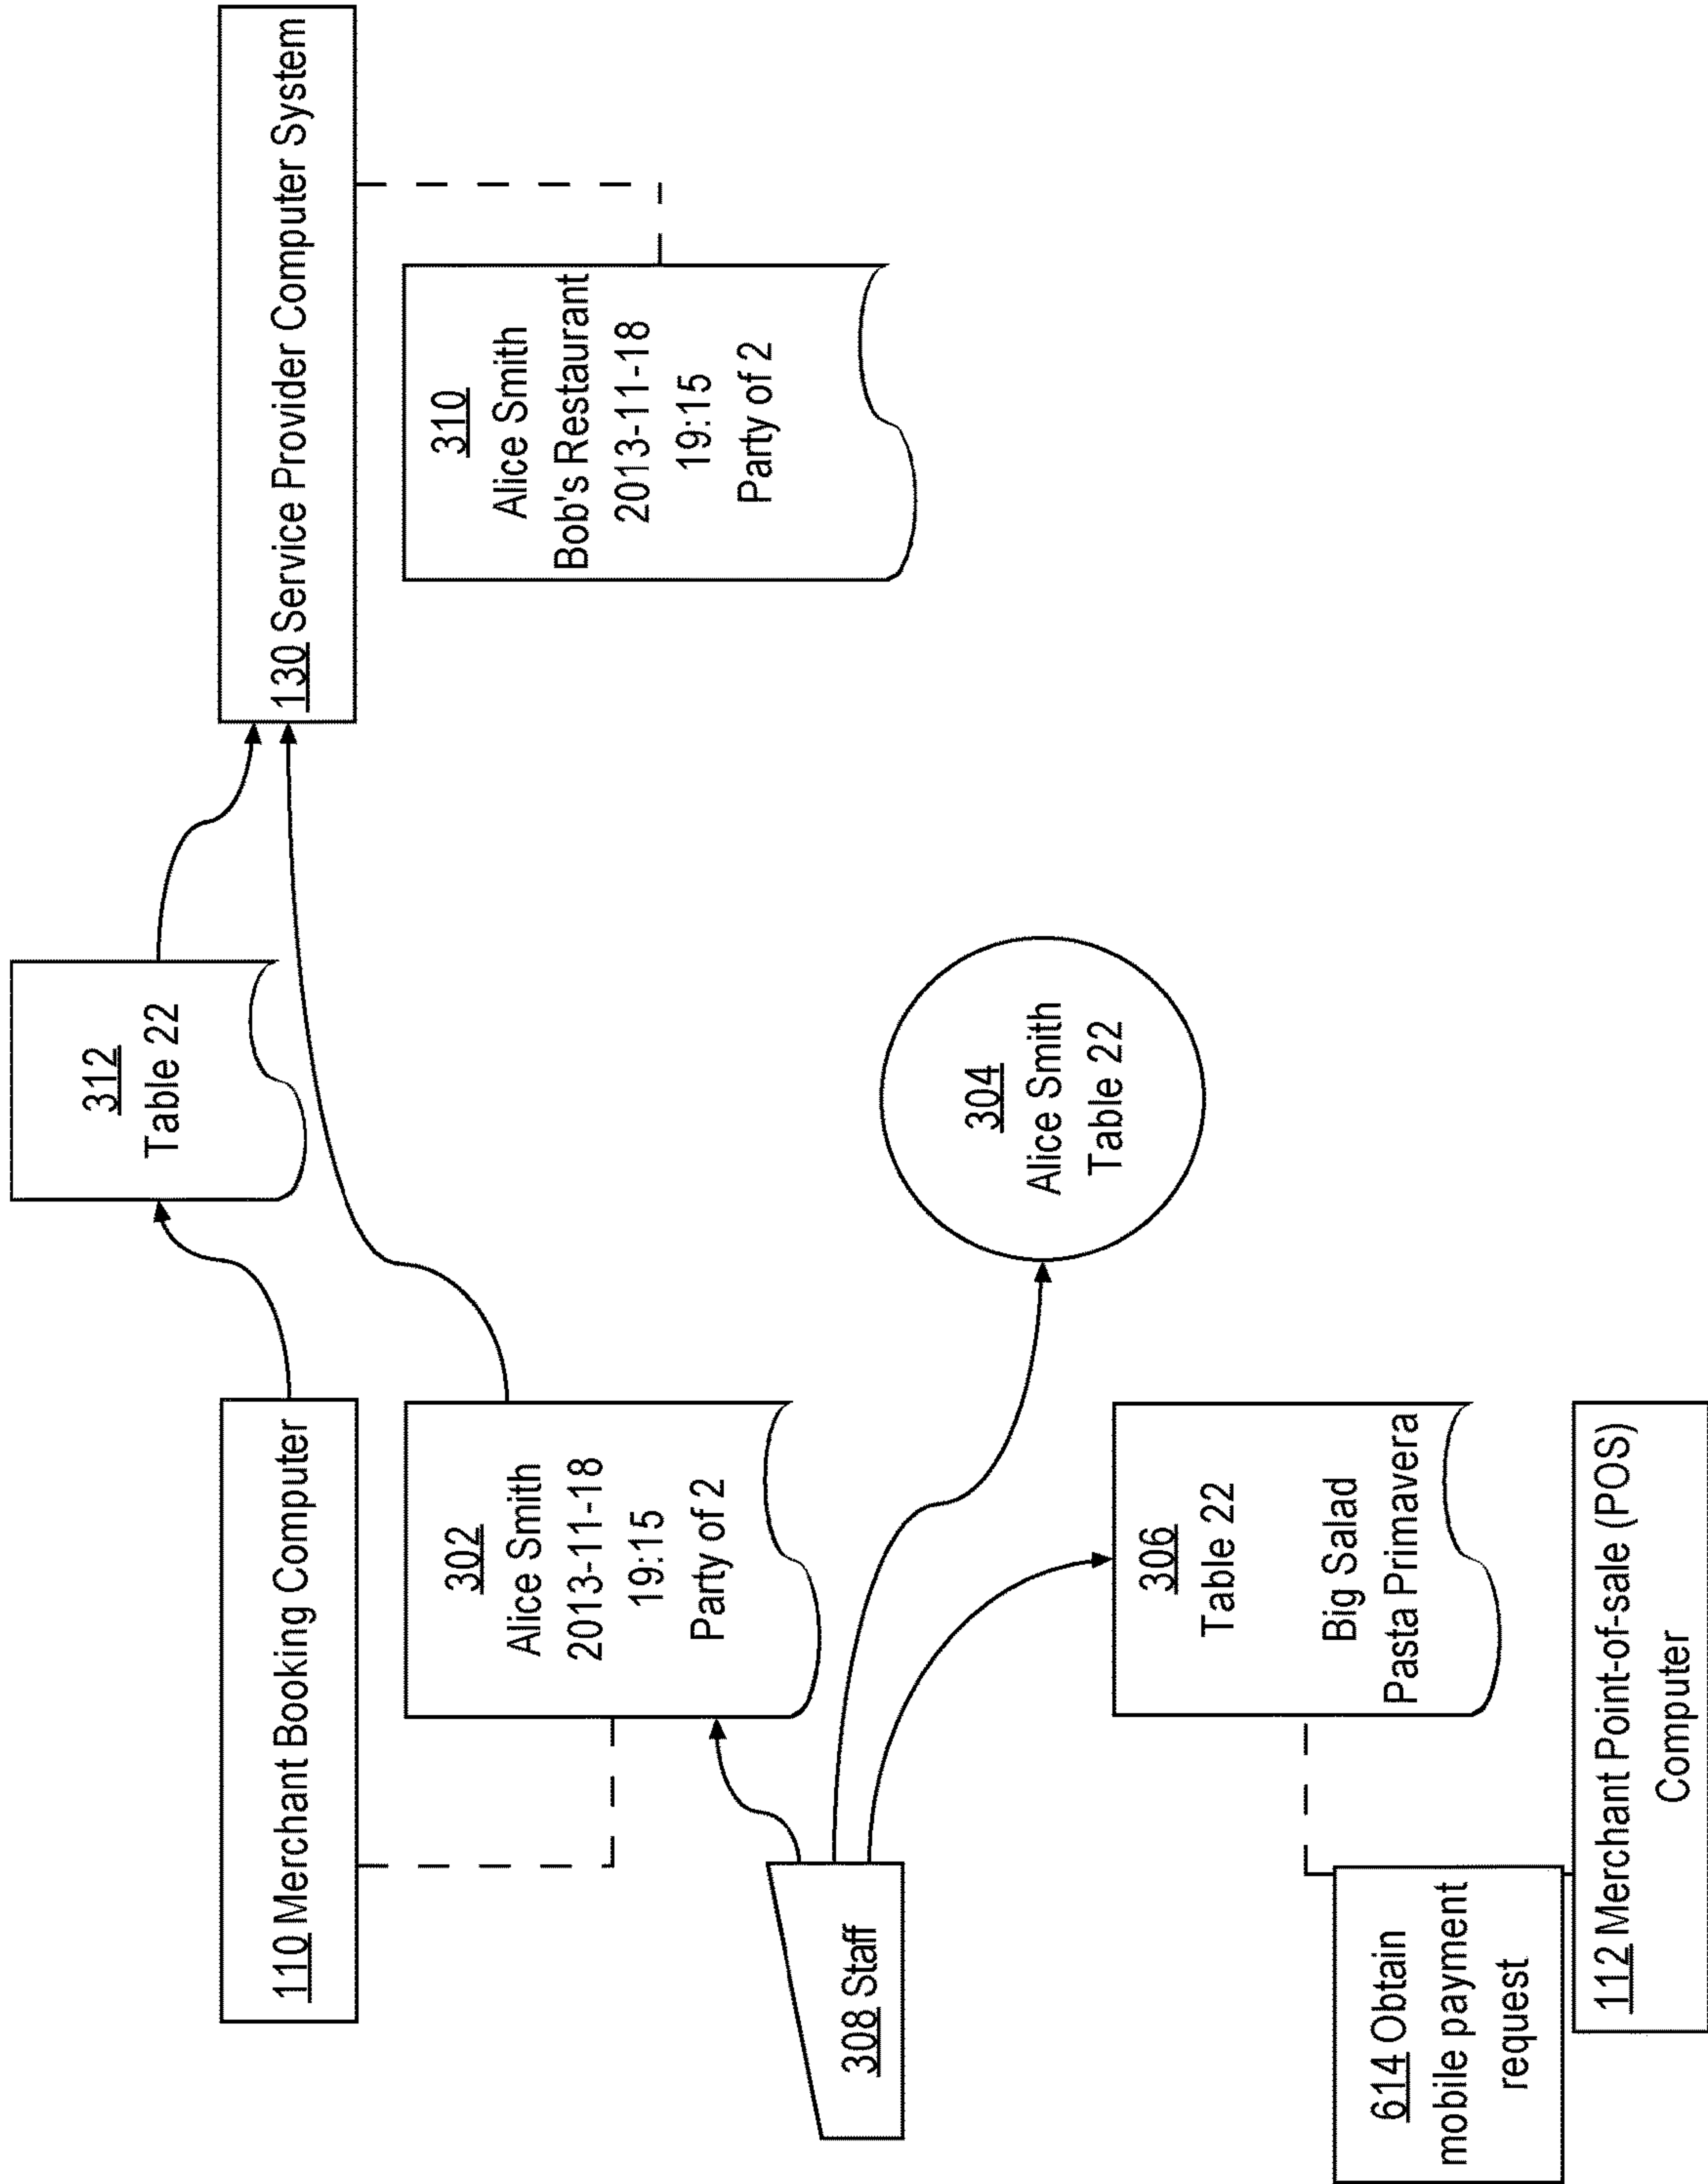 110 Merchant Booking Computer
312
Table 22
130 Service Provider Computer System
302
Alice Smith
2013-11-18
19:15
Party of 2
310
Alice Smith
Bob's Restaurant
2013-11-18
19:15
Party of 2
308 Staff
304
Alice Smith
Table 22
306
Table 22
Big Salad
Pasta Primavera
614 Obtain
mobile payment
request
112 Merchant Point-of-sale (POS)
Computer